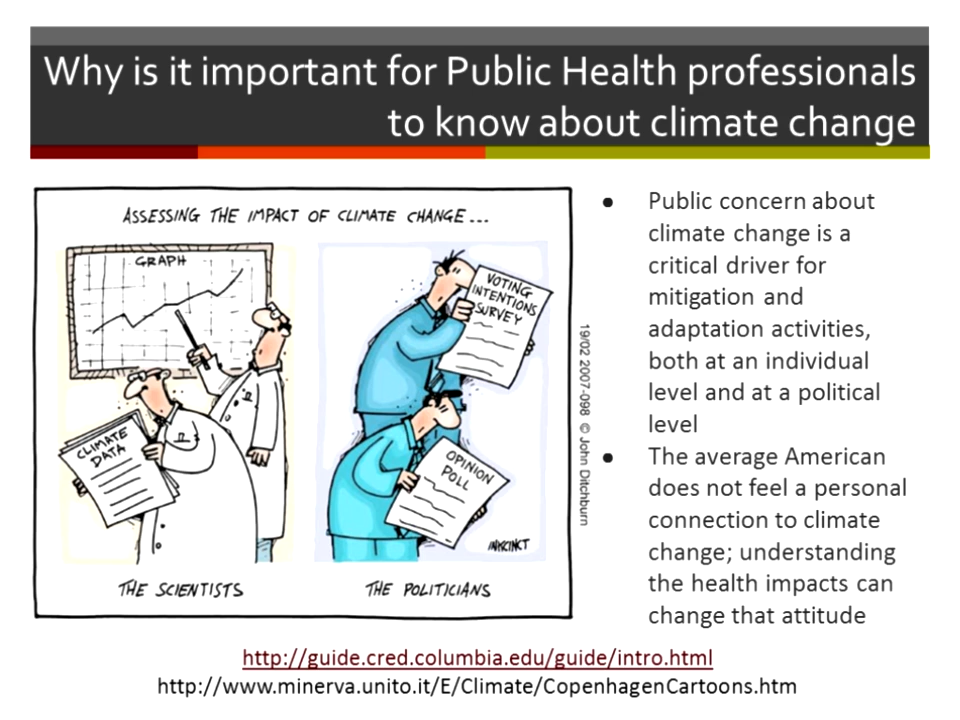 Why is it important for Public Health professionals
to know about climate change
ASSESSING THE IMPACT OF CLIMATE CHANGE...
GRAPH
CLIMATE
DATA
THE SCIENTISTS
VOTING
INTENTIONS
SURVEY
OPINION
POLL
INKCINCT
THE POLITICIANS
19/02 2007-098 © John Ditchburn
● Public concern about
climate change is a
critical driver for
mitigation and
adaptation activities,
both at an individual
level and at a political
level
● The average American
does not feel a personal
connection to climate
change; understanding
the health impacts can
change that attitude
http://guide.cred.columbia.edu/guide/intro.html
http://www.minerva.unito.it/E/Climate/CopenhagenCartoons.htm